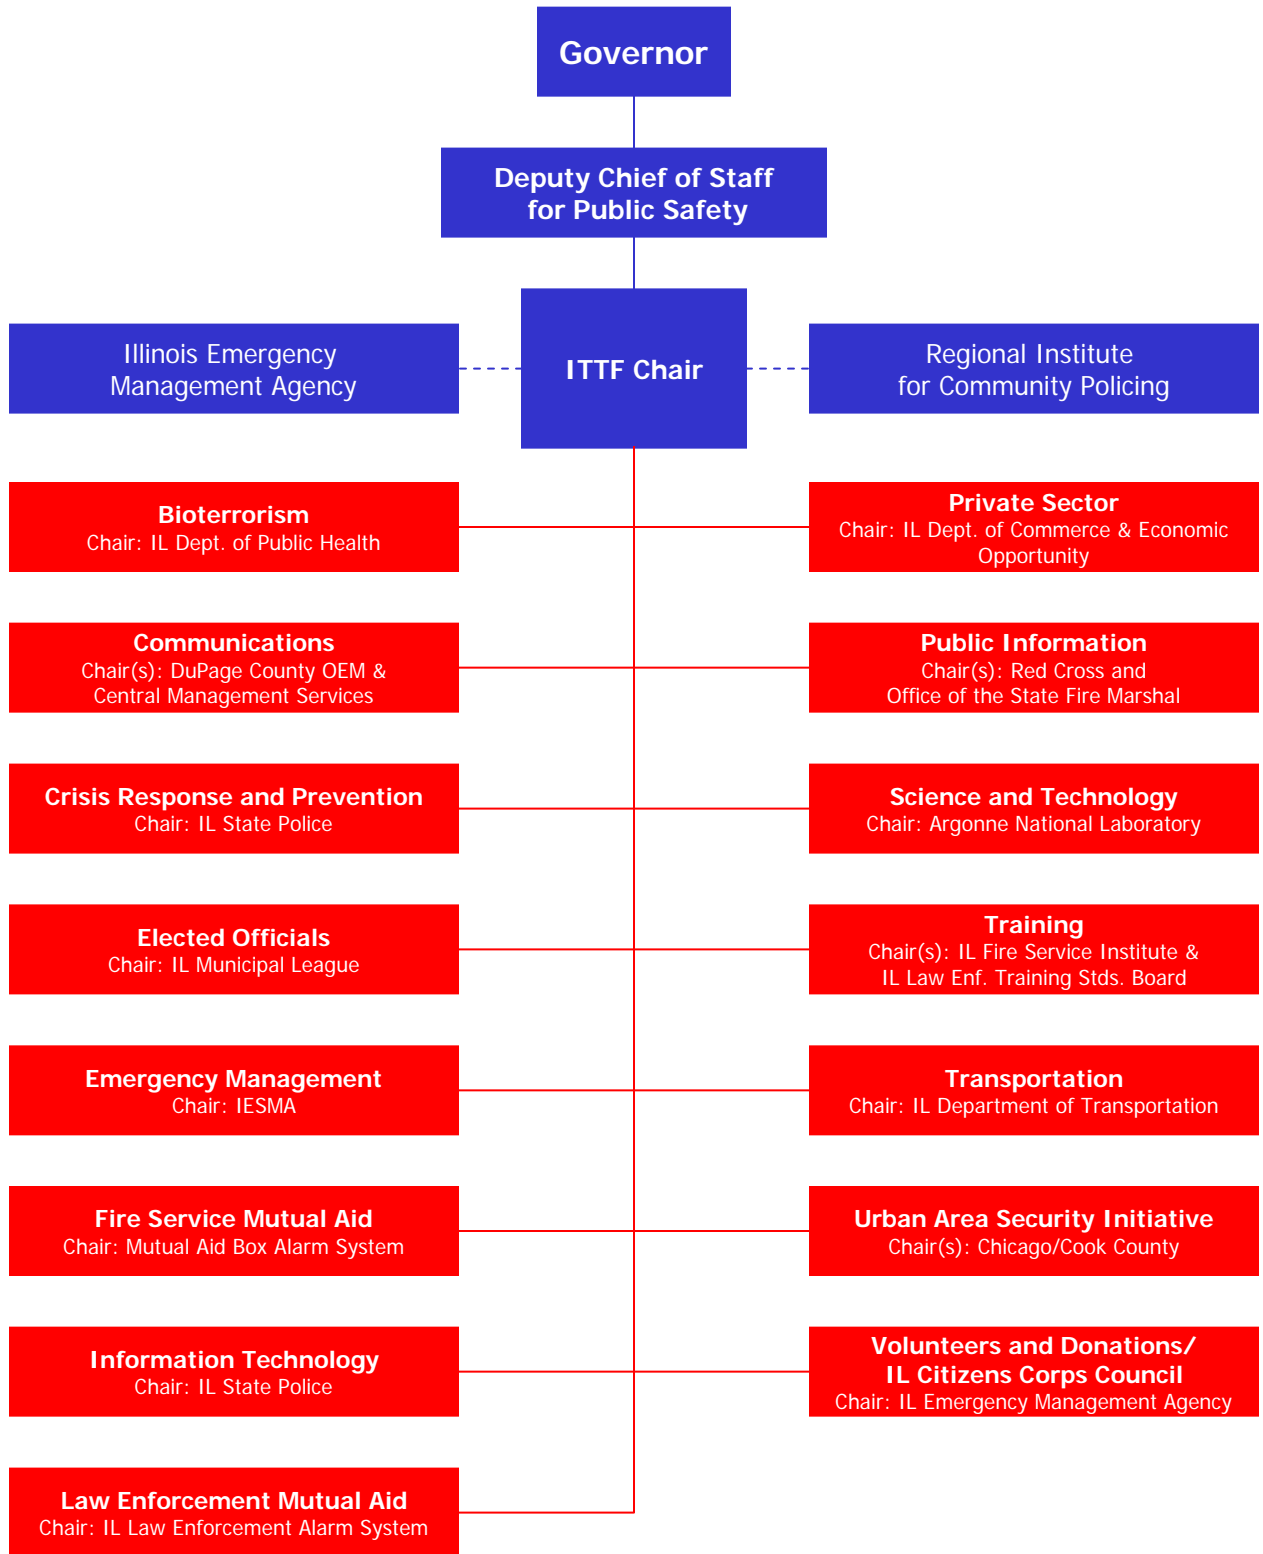 Governor
Deputy Chief of Staff
for Public Safety
Illinois Emergency
Management Agency
ITTF Chair
Regional Institute
for Community Policing
Bioterrorism
Chair: IL Dept. of Public Health
Private Sector
Chair: IL Dept. of Commerce & Economic
Opportunity
Communications
Chair(s): DuPage County OEM &
Central Management Services
Public Information
Chair(s): Red Cross and
Office of the State Fire Marshal
Crisis Response and Prevention
Chair: IL State Police
Science and Technology
Chair: Argonne National Laboratory
Elected Officials
Chair: IL Municipal League
Training
Chair(s): IL Fire Service Institute &
IL Law Enf. Training Stds. Board
Emergency Management
Chair: IESMA
Transportation
Chair: IL Department of Transportation
Fire Service Mutual Aid
Chair: Mutual Aid Box Alarm System
Urban Area Security Initiative
Chair(s): Chicago/Cook County
Information Technology
Chair: IL State Police
Volunteers and Donations/
IL Citizens Corps Council
Chair: IL Emergency Management Agency
Law Enforcement Mutual Aid
Chair: IL Law Enforcement Alarm System